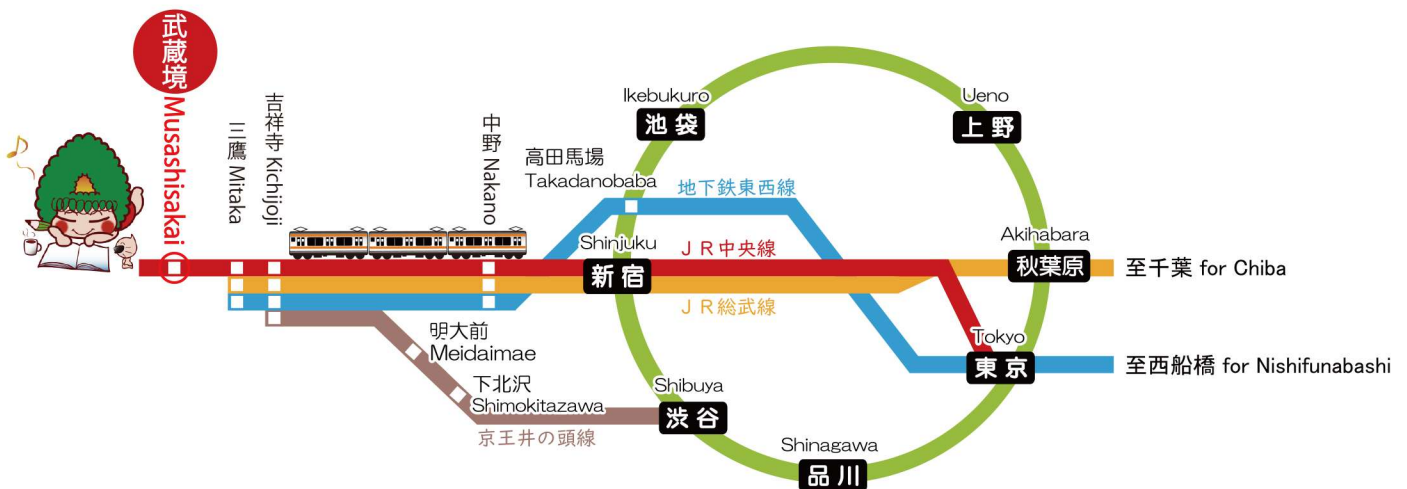 武蔵境
Musashisakai
三鷹 Mitaka
吉祥寺 Kichijoji
中野 Nakano
高田馬場
Takadanobaba
Ikebukuro
池袋
Ueno
上野
地下鉄東西線
Shinjuku
新宿
JR中央線
JR総武線
Akihabara
秋葉原
至千葉 for Chiba
明大前
Meidaimae
下北沢
Shimokitazawa
京王井の頭線
Shibuya
渋谷
Tokyo
東京
至西船橋 for Nishifunabashi
Shinagawa
品川